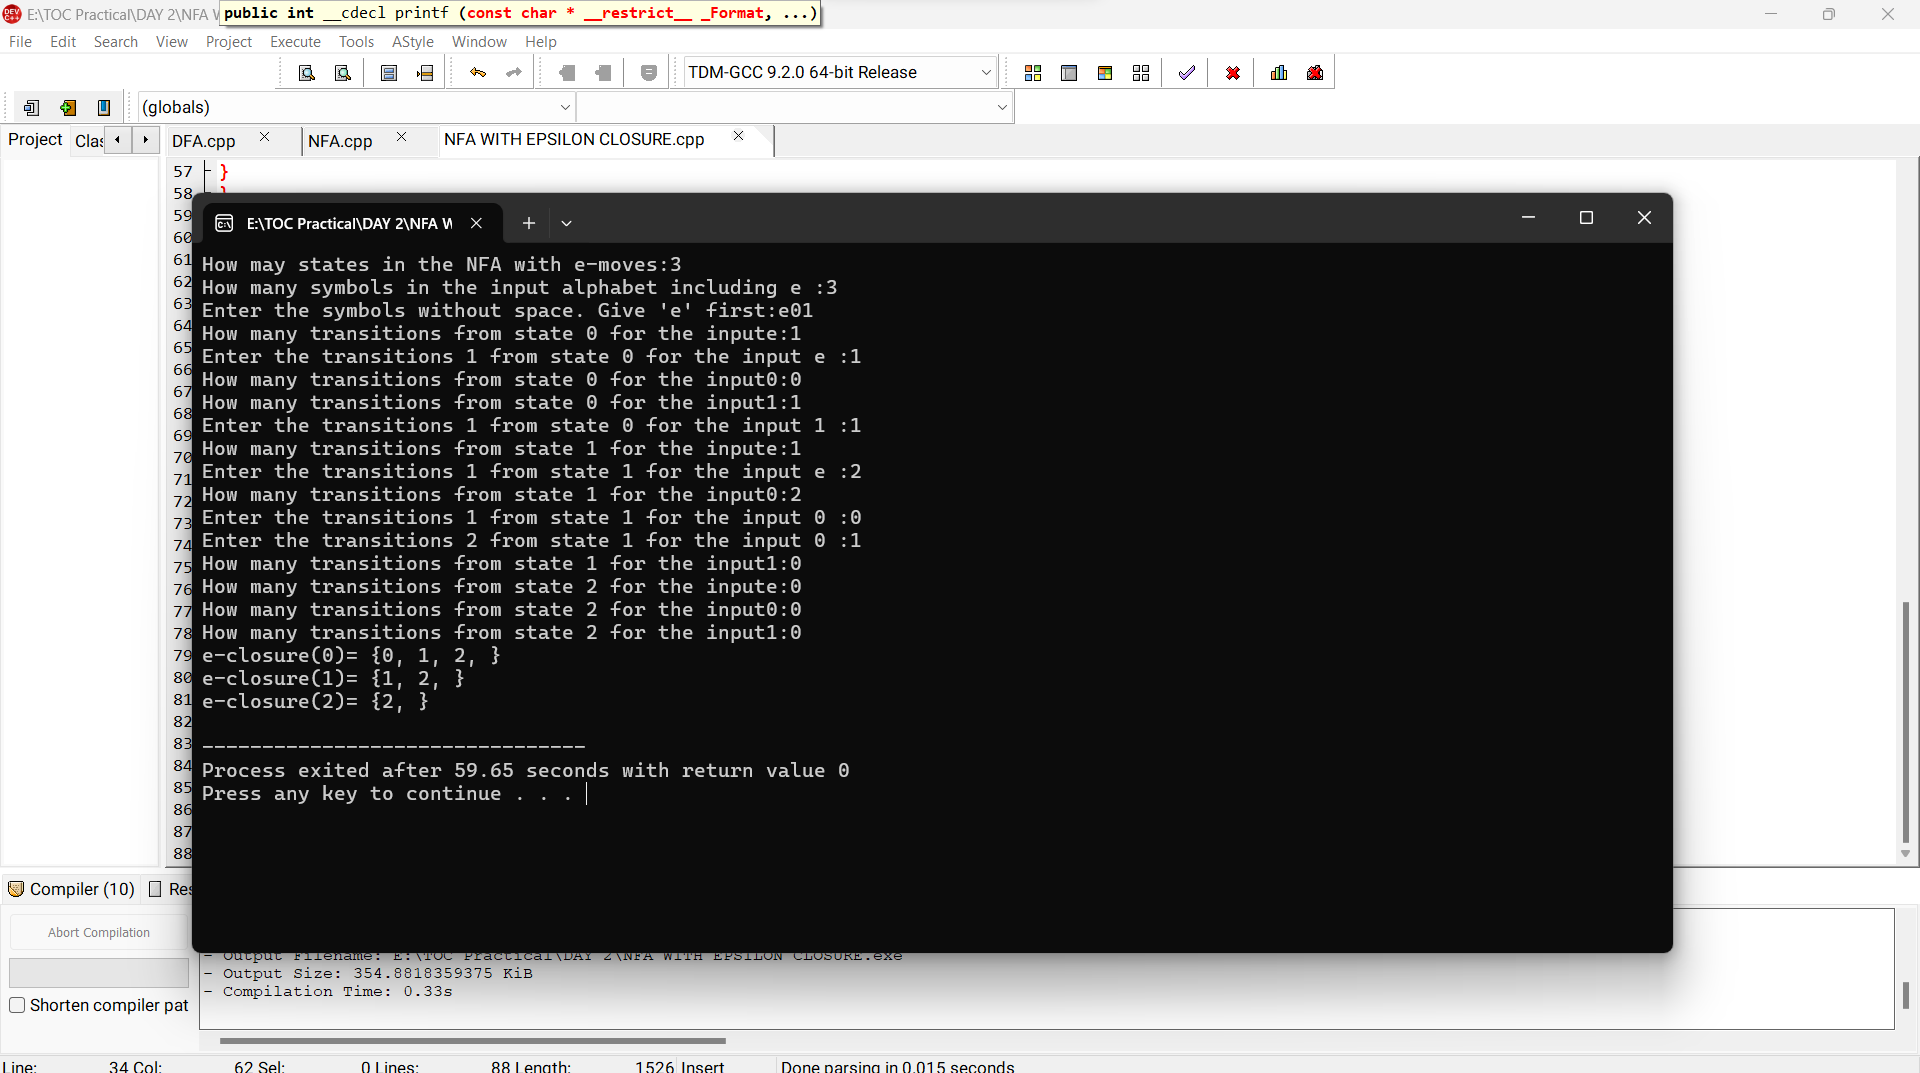 E:\TOC Practical\DAY 2\NFA W
public int __cdecl printf (const char * __restrict__ _Format, ...)
File Edit Search View Project Execute Tools AStyle Window Help
TDM-GCC 9.2.0 64-bit Release
(globals)
Project Clas DFA.cpp NFA.cpp NFA WITH EPSILON CLOSURE.cpp
57 }
58 }
59
60
61
62
63
64
65
66
67
68
69
70
71
72
73
74
75
76
77
78
79
80
81
82
83
84
85
86
87
88
E:\TOC Practical\DAY 2\NFA W
How may states in the NFA with e-moves:3
How many symbols in the input alphabet including e :3
Enter the symbols without space. Give 'e' first:e01
How many transitions from state 0 for the inpute:1
Enter the transitions 1 from state 0 for the input e :1
How many transitions from state 0 for the input0:0
How many transitions from state 0 for the input1:1
Enter the transitions 1 from state 0 for the input 1 :1
How many transitions from state 1 for the inpute:1
Enter the transitions 1 from state 1 for the input e :2
How many transitions from state 1 for the input0:2
Enter the transitions 1 from state 1 for the input 0 :0
Enter the transitions 2 from state 1 for the input 0 :1
How many transitions from state 1 for the input1:0
How many transitions from state 2 for the inpute:0
How many transitions from state 2 for the input0:0
How many transitions from state 2 for the input1:0
e-closure(0)= {0, 1, 2, }
e-closure(1)= {1, 2, }
e-closure(2)= {2, }
--------------------------------
Process exited after 59.65 seconds with return value 0
Press any key to continue . . .
Compiler (10) Res
Abort Compilation
Shorten compiler pat
- Output Filename: E:\TOC Practical\DAY 2\NFA WITH EPSILON CLOSURE.exe
- Output Size: 354.8818359375 KiB
- Compilation Time: 0.33s
Line: 34 Col: 62 Sel: 0 Lines: 88 Length: 1526 Insert Done parsing in 0.015 seconds